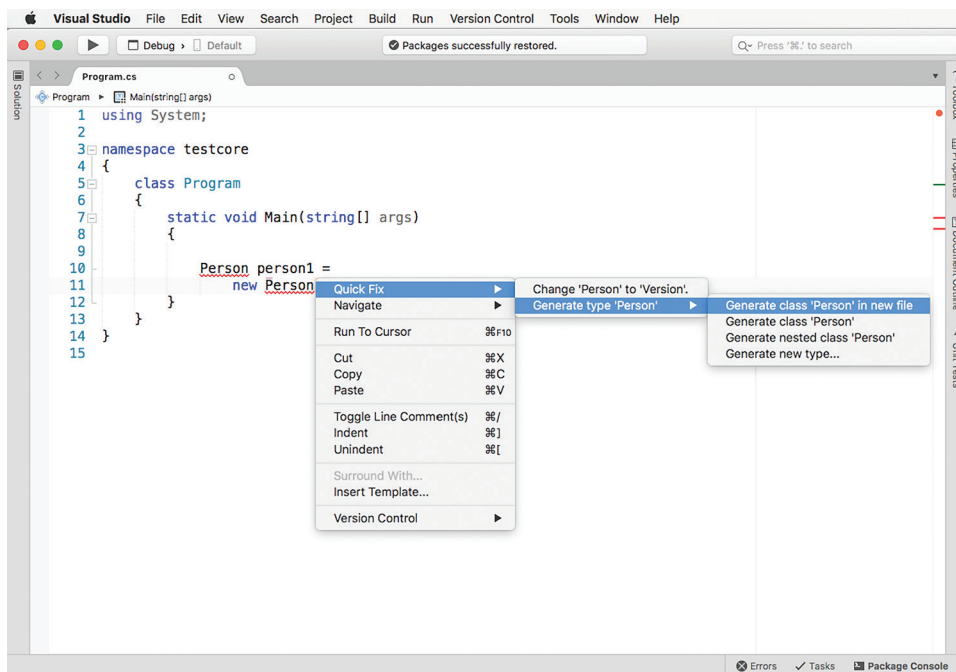 Visual Studio File Edit View Search Project Build Run Version Control Tools Window Help
Debug › Default
Packages successfully restored.
Press '⌘.' to search
Solution
Program.cs
Program ▸ Main(string[] args)
1 using System;
2
3 namespace testcore
4 {
5 class Program
6 {
7 static void Main(string[] args)
8 {
9
10 Person person1 =
11 new Person
12 }
13 }
14 }
15
Quick Fix
Navigate
Run To Cursor ⌘F10
Cut ⌘X
Copy ⌘C
Paste ⌘V
Toggle Line Comment(s) ⌘/
Indent ⌘]
Unindent ⌘[
Surround With...
Insert Template...
Version Control
Change 'Person' to 'Version'.
Generate type 'Person'
Generate class 'Person' in new file
Generate class 'Person'
Generate nested class 'Person'
Generate new type...
Properties
Errors Tasks Package Console